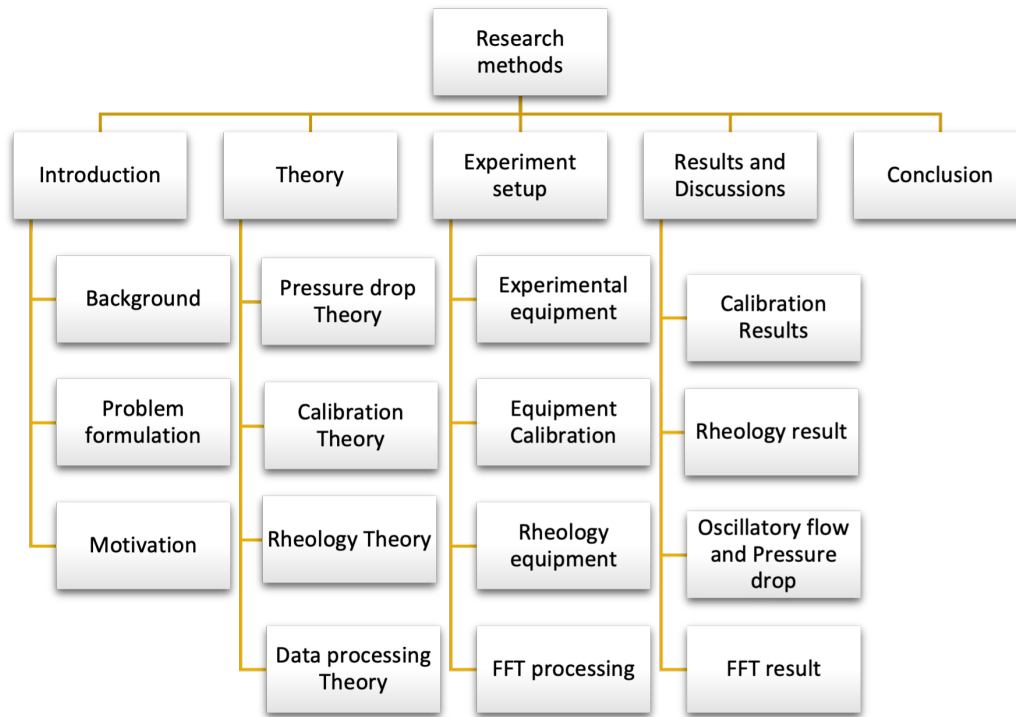 Research
methods
Introduction
Theory
Experiment
setup
Results and
Discussions
Conclusion
Background
Problem
formulation
Motivation
Pressure drop
Theory
Calibration
Theory
Rheology Theory
Data processing
Theory
Experimental
equipment
Equipment
Calibration
Rheology
equipment
FFT processing
Calibration
Results
Rheology result
Oscillatory flow
and Pressure
drop
FFT result